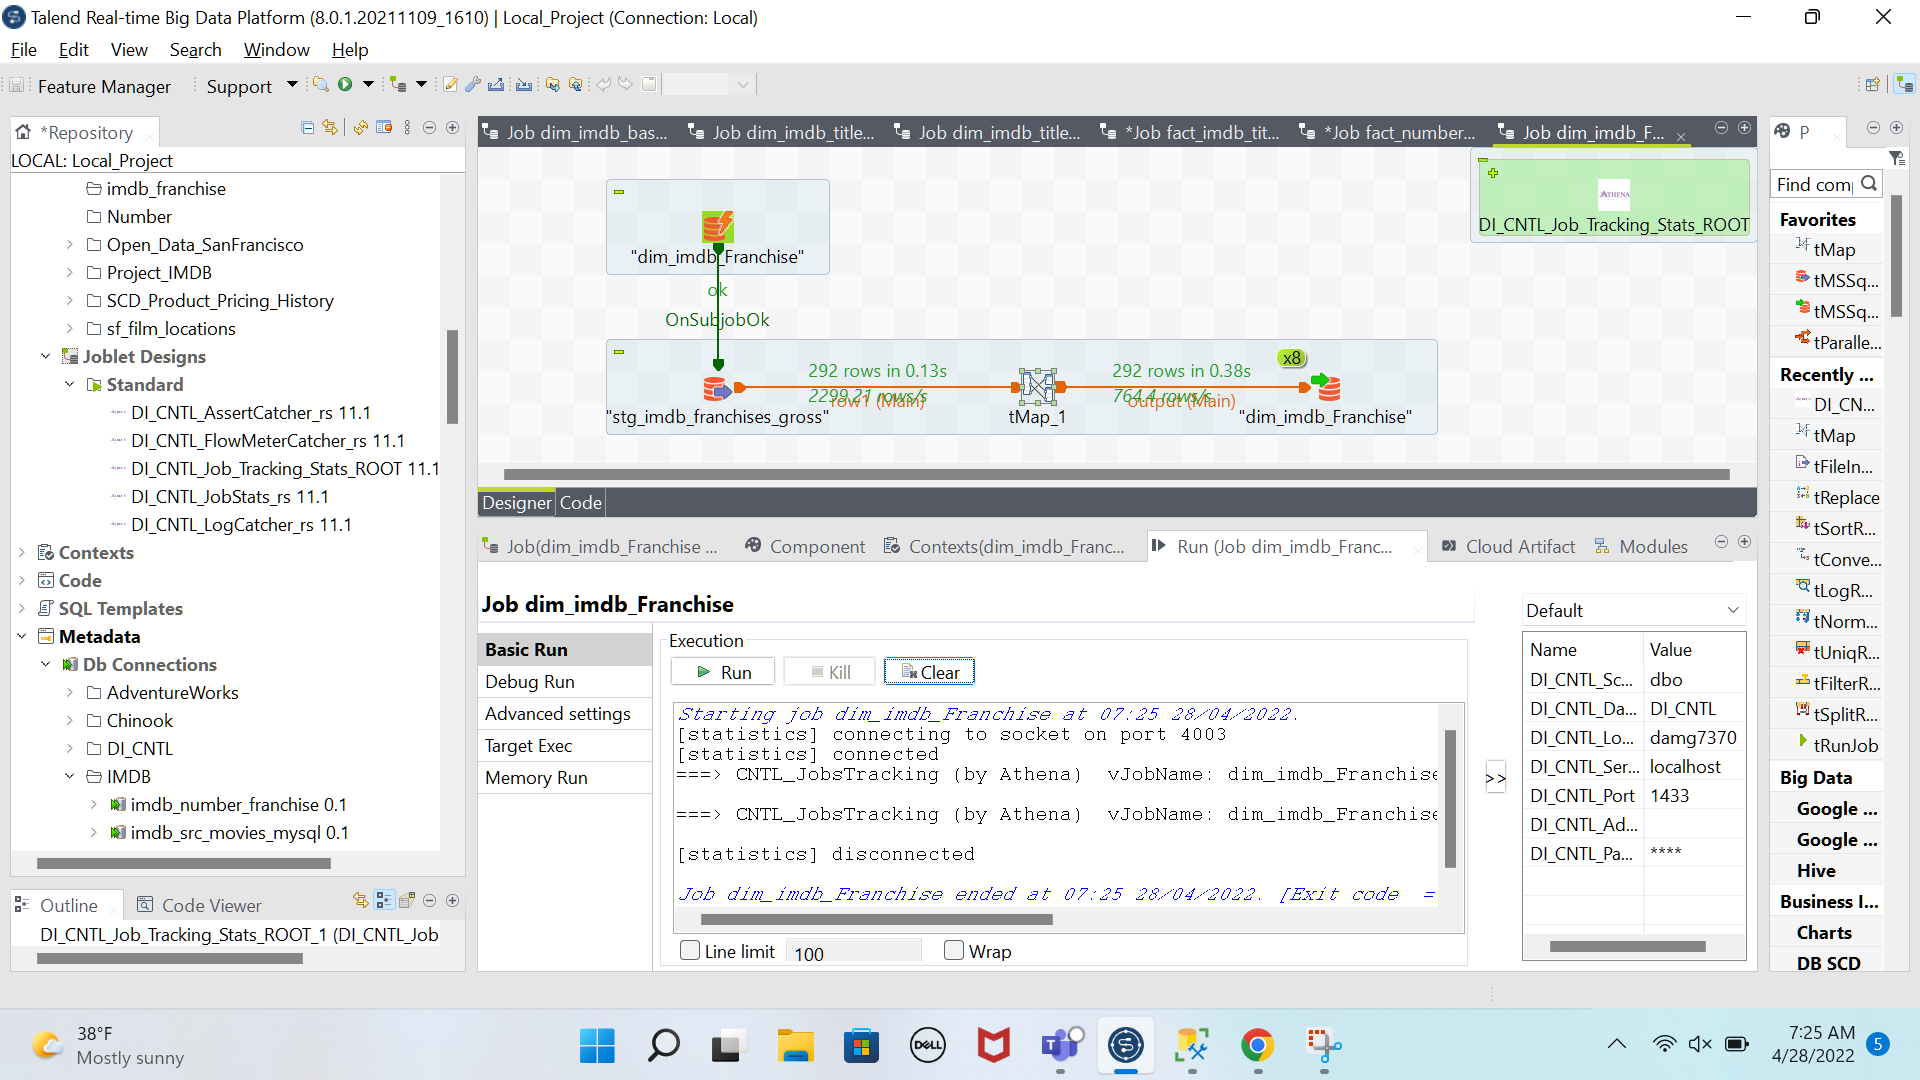 Talend Real-time Big Data Platform (8.0.1.20211109_1610) | Local_Project (Connection: Local)
File Edit View Search Window Help
Feature Manager Support
*Repository
LOCAL: Local_Project
imdb_franchise
Number
Open_Data_SanFrancisco
Project_IMDB
SCD_Product_Pricing_History
sf_film_locations
Joblet Designs
Standard
DI_CNTL_AssertCatcher_rs 11.1
DI_CNTL_FlowMeterCatcher_rs 11.1
DI_CNTL_Job_Tracking_Stats_ROOT 11.1
DI_CNTL_JobStats_rs 11.1
DI_CNTL_LogCatcher_rs 11.1
Contexts
Code
SQL Templates
Metadata
Db Connections
AdventureWorks
Chinook
DI_CNTL
IMDB
imdb_number_franchise 0.1
imdb_src_movies_mysql 0.1
Outline Code Viewer
DI_CNTL_Job_Tracking_Stats_ROOT_1 (DI_CNTL_Job
Job dim_imdb_bas... Job dim_imdb_title... Job dim_imdb_title... *Job fact_imdb_tit... *Job fact_number... Job dim_imdb_F...
"dim_imdb_Franchise"
ok
OnSubjobOk
ATHENA
DI_CNTL_Job_Tracking_Stats_ROOT
x8
292 rows in 0.13s
2299.21 rows/s
row1 (Main)
292 rows in 0.38s
764.4 rows/s
output (Main)
"stg_imdb_franchises_gross"
tMap_1
"dim_imdb_Franchise"
Designer Code
Job(dim_imdb_Franchise ... Component Contexts(dim_imdb_Franc... Run (Job dim_imdb_Franc... Cloud Artifact Modules
Job dim_imdb_Franchise
Basic Run
Debug Run
Advanced settings
Target Exec
Memory Run
Execution
Run Kill Clear
Starting job dim_imdb_Franchise at 07:25 28/04/2022.
[statistics] connecting to socket on port 4003
[statistics] connected
===> CNTL_JobsTracking (by Athena) vJobName: dim_imdb_Franchise
===> CNTL_JobsTracking (by Athena) vJobName: dim_imdb_Franchise
[statistics] disconnected
Job dim_imdb_Franchise ended at 07:25 28/04/2022. [Exit code =
Line limit 100 Wrap
>>
Default
Name Value
DI_CNTL_Sc... dbo
DI_CNTL_Da... DI_CNTL
DI_CNTL_Lo... damg7370
DI_CNTL_Ser... localhost
DI_CNTL_Port 1433
DI_CNTL_Ad...
DI_CNTL_Pa... ****
P
Find com
Favorites
tMap
tMSSq...
tMSSq...
tParalle...
Recently ...
DI_CN...
tMap
tFileIn...
tReplace
tSortR...
tConve...
tLogR...
tNorm...
tUniqR...
tFilterR...
tSplitR...
tRunJob
Big Data
Google ...
Google ...
Hive
Business I...
Charts
DB SCD
38°F
Mostly sunny
DELL
7:25 AM
4/28/2022
5